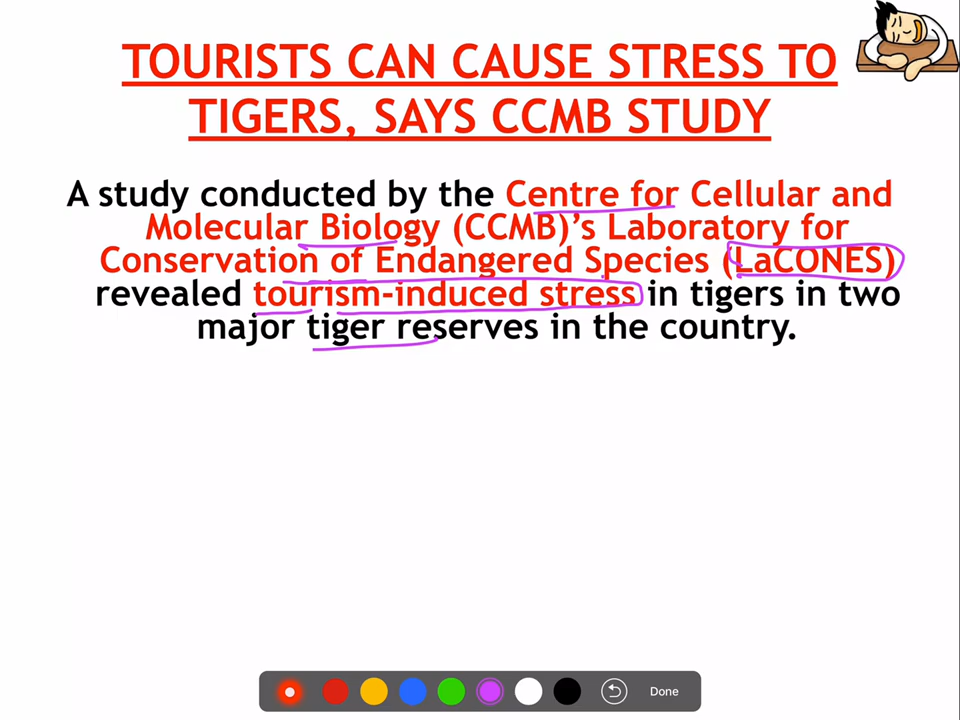 TOURISTS CAN CAUSE STRESS TO
TIGERS, SAYS CCMB STUDY
A study conducted by the Centre for Cellular and
Molecular Biology (CCMB)’s Laboratory for
Conservation of Endangered Species (LaCONES)
revealed tourism-induced stress in tigers in two
major tiger reserves in the country.
Done